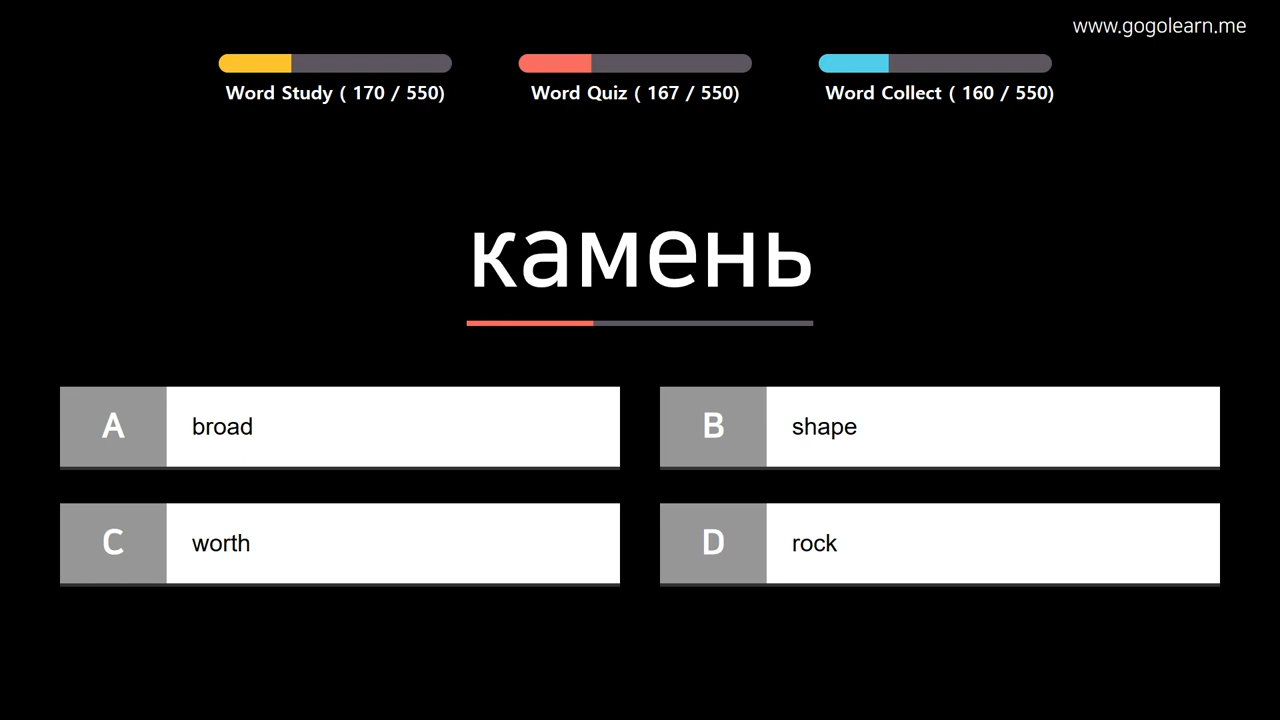 www.gogolearn.me
Word Study ( 170 / 550)
Word Quiz ( 167 / 550)
Word Collect ( 160 / 550)
камень
A broad
B shape
C worth
D rock